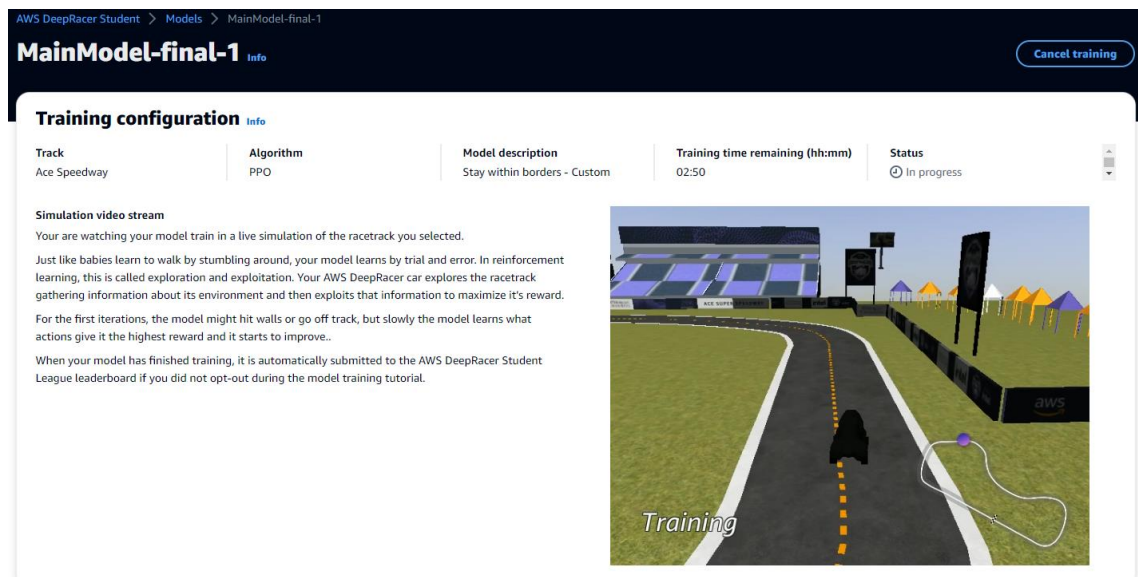 AWS DeepRacer Student > Models > MainModel-final-1
MainModel-final-1 Info
Cancel training
Training configuration Info
Track
Ace Speedway
Algorithm
PPO
Model description
Stay within borders - Custom
Training time remaining (hh:mm)
02:50
Status
In progress
Simulation video stream
Your are watching your model train in a live simulation of the racetrack you selected.
Just like babies learn to walk by stumbling around, your model learns by trial and error. In reinforcement
learning, this is called exploration and exploitation. Your AWS DeepRacer car explores the racetrack
gathering information about its environment and then exploits that information to maximize it's reward.
For the first iterations, the model might hit walls or go off track, but slowly the model learns what
actions give it the highest reward and it starts to improve..
When your model has finished training, it is automatically submitted to the AWS DeepRacer Student
League leaderboard if you did not opt-out during the model training tutorial.
ACE SUPER SPEEDWAY
aws
Training